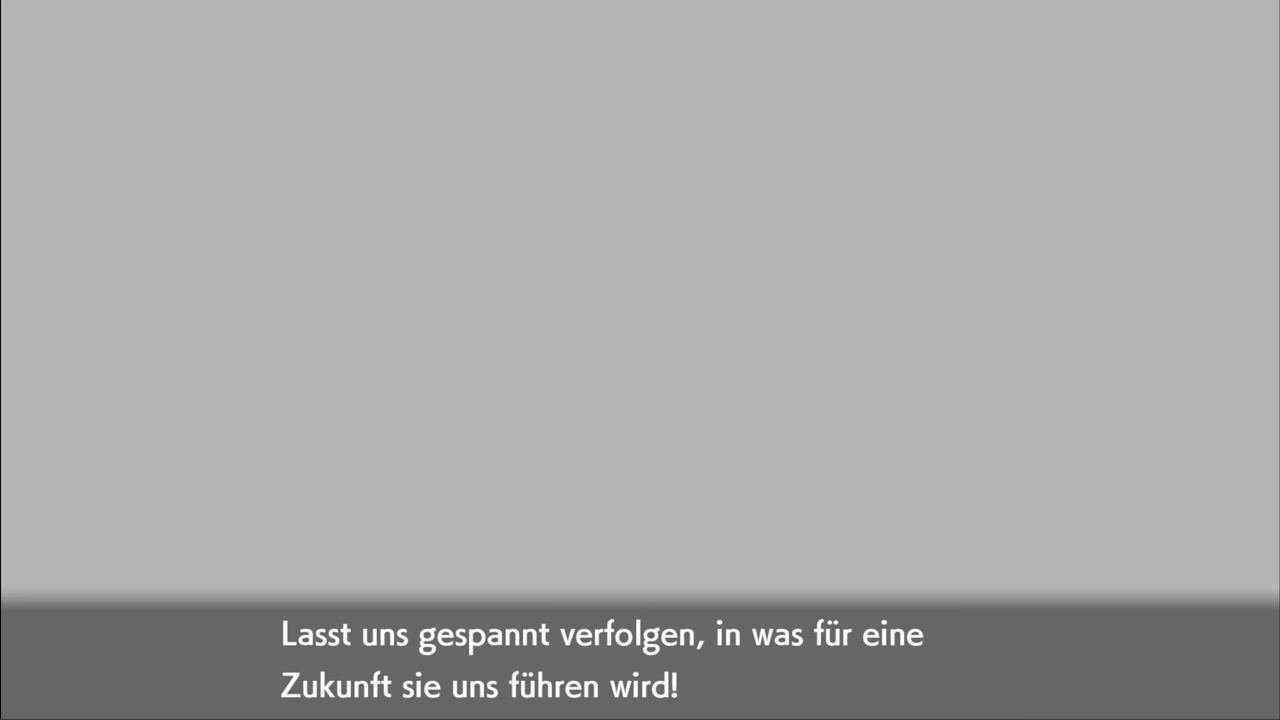 Lasst uns gespannt verfolgen, in was für eine
Zukunft sie uns führen wird!